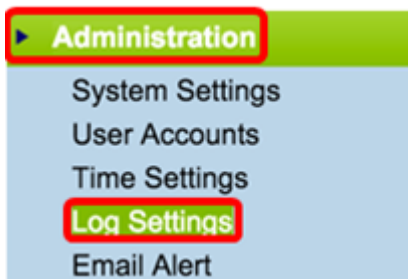 Administration
System Settings
User Accounts
Time Settings
Log Settings
Email Alert